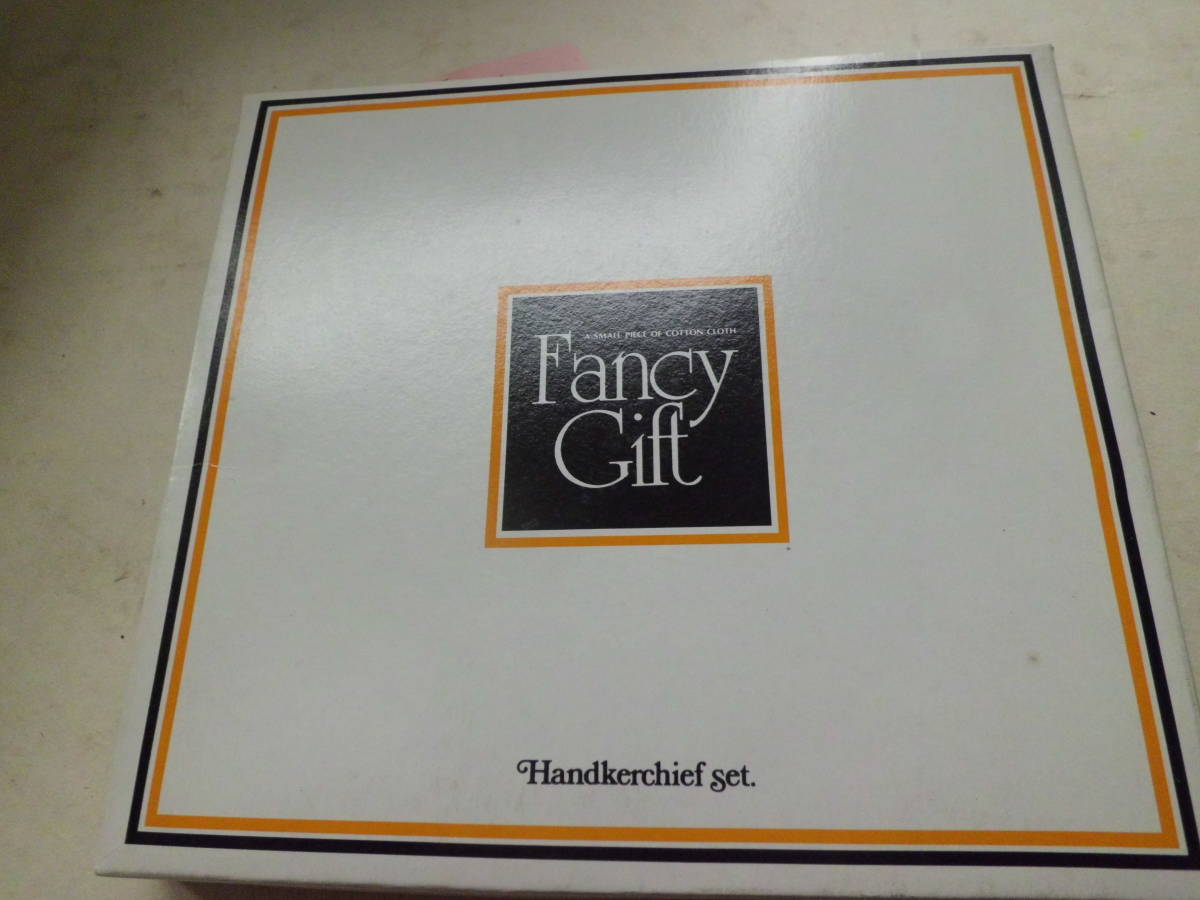 A SMALL PIECE OF COTTON CLOTH
Fancy
Gift
Handkerchief set.